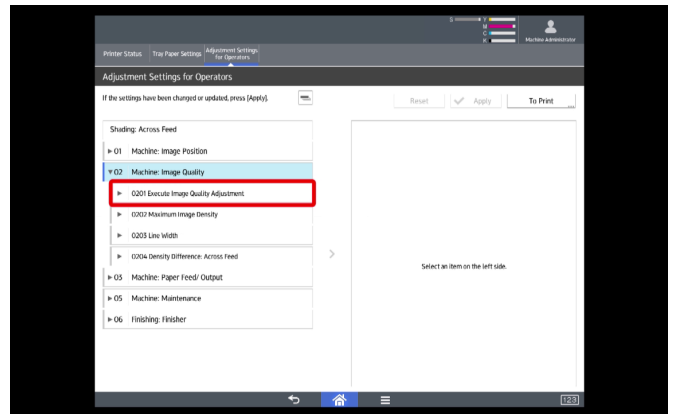 S Y
M
C
K
Machine Administrator
Printer Status Tray Paper Settings Adjustment Settings for Operators
Adjustment Settings for Operators
If the settings have been changed or updated, press [Apply].
Reset Apply To Print
Shading: Across Feed
01 Machine: Image Position
02 Machine: Image Quality
0201 Execute Image Quality Adjustment
0202 Maximum Image Density
0203 Line Width
0204 Density Difference: Across Feed
Select an item on the left side.
03 Machine: Paper Feed/ Output
05 Machine: Maintenance
06 Finishing: Finisher
123